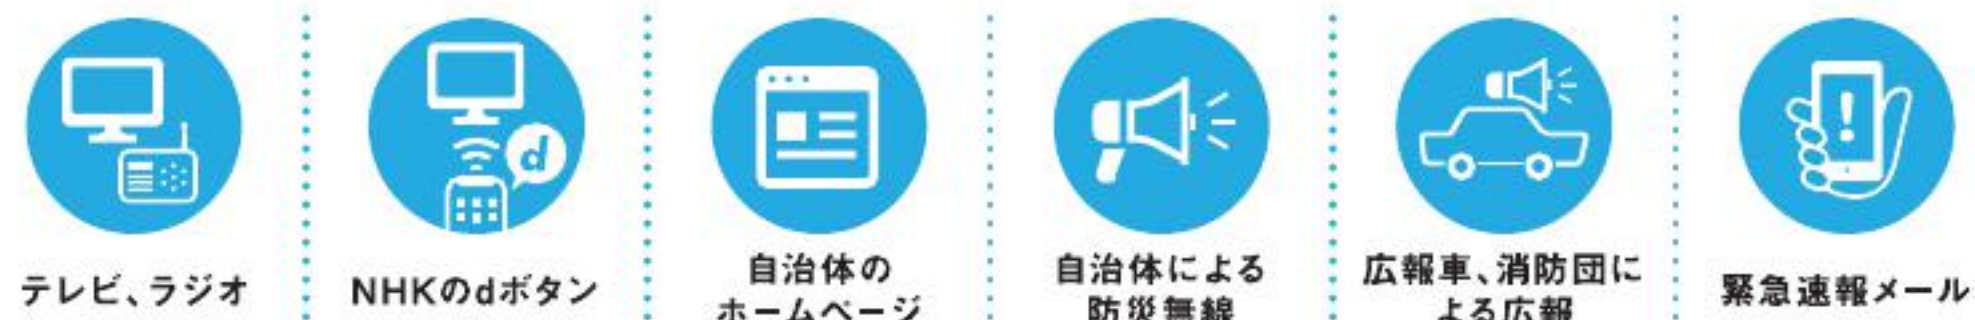 d
テレビ、ラジオ
NHKのdボタン
自治体の
ホームページ
自治体による
防災無線
広報車、消防団に
よる広報
!
緊急速報メール